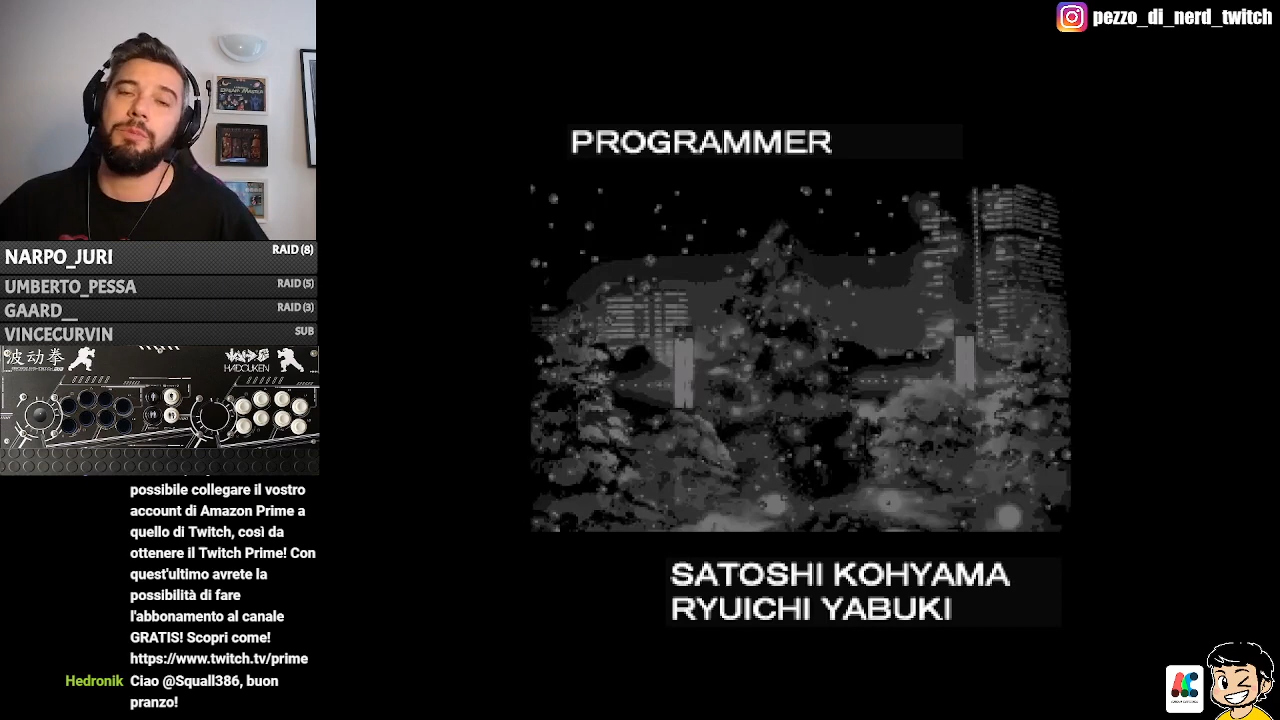 pezzo_di_nerd_twitch
PROGRAMMER
NARPO_JURI RAID (8)
UMBERTO_PESSA RAID (5)
GAARD__ RAID (3)
VINCECURVIN SUB
波动拳
HADOUKEN
possibile collegare il vostro
account di Amazon Prime a
quello di Twitch, così da
ottenere il Twitch Prime! Con
quest'ultimo avrete la
possibilità di fare
l'abbonamento al canale
GRATIS! Scopri come!
https://www.twitch.tv/prime
Hedronik Ciao @Squall386, buon
pranzo!
SATOSHI KOHYAMA
RYUICHI YABUKI